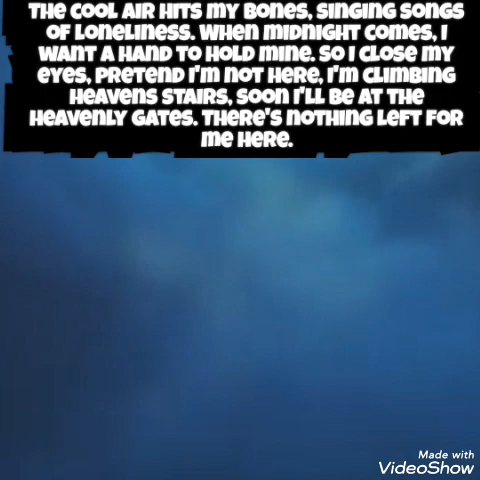 The cool air hits my bones, singing songs
of loneliness. When midnight comes, I
want a hand to hold mine. So I close my
eyes, pretend I'm not here, I'm climbing
heavens stairs, soon I'll be at the
heavenly gates. There's nothing left for
me here.
Made with
VideoShow